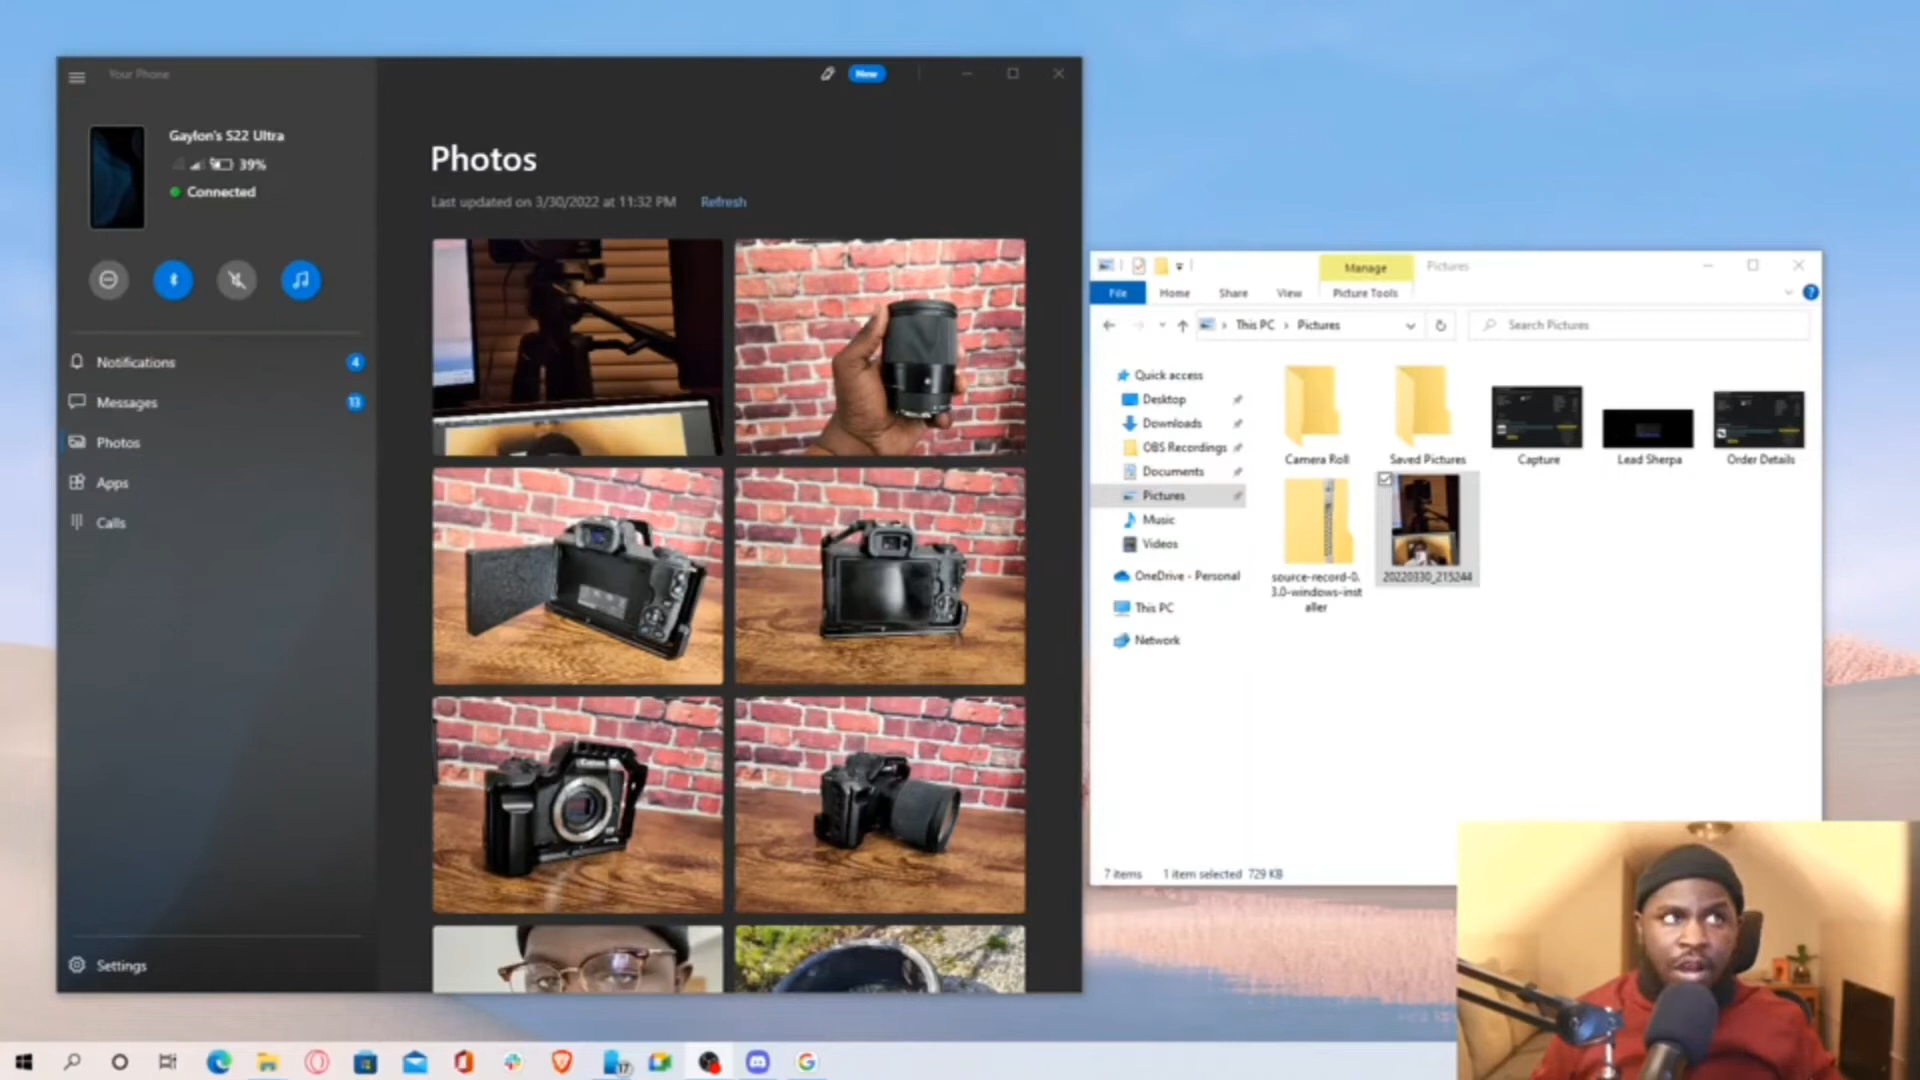 Your Phone
New
Gaylon's S22 Ultra
39%
Connected
Notifications
4
Messages
13
Photos
Apps
Calls
Settings
Photos
Last updated on 3/30/2022 at 11:32 PM Refresh
Manage
Pictures
File
Home
Share
View
Picture Tools
This PC
Pictures
Search Pictures
Quick access
Desktop
Downloads
OBS Recordings
Documents
Pictures
Music
Videos
OneDrive - Personal
This PC
Network
Camera Roll
Saved Pictures
Capture
Lead Sherpa
Order Details
source-record-0.
3.0-windows-inst
aller
20220330_215244
7 items
1 item selected 729 KB
17